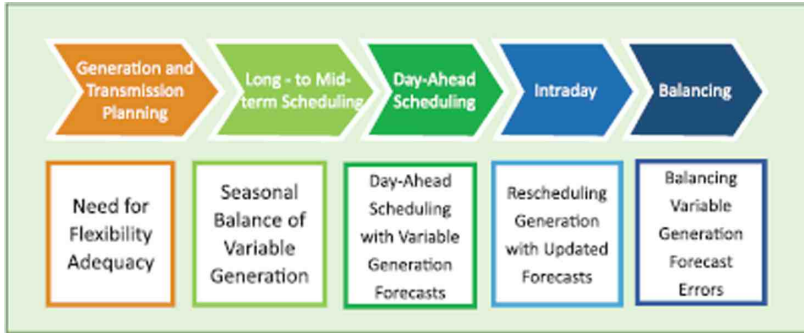 Generation and
Transmission
Planning
Long - to Mid-
term Scheduling
Day-Ahead
Scheduling
Intraday
Balancing
Need for
Flexibility
Adequacy
Seasonal
Balance of
Variable
Generation
Day-Ahead
Scheduling
with Variable
Generation
Forecasts
Rescheduling
Generation
with Updated
Forecasts
Balancing
Variable
Generation
Forecast
Errors